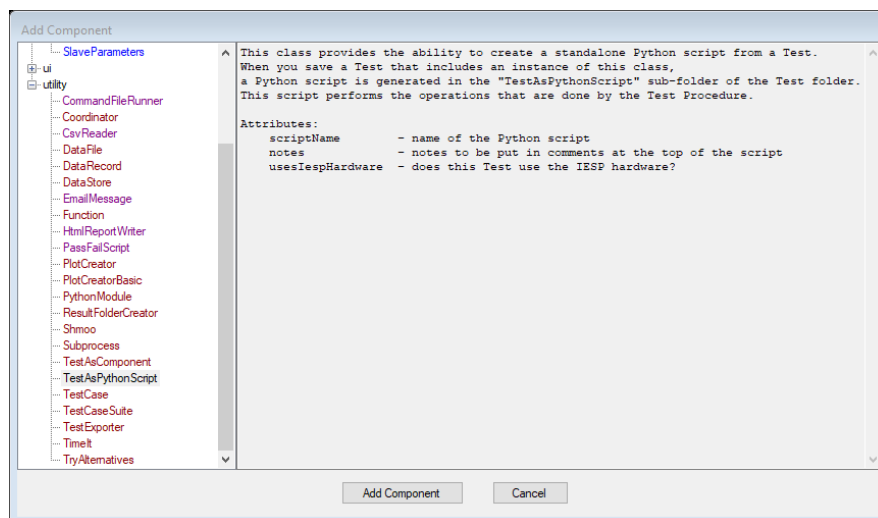 Add Component
SlaveParameters
ui
utility
CommandFileRunner
Coordinator
CsvReader
DataFile
DataRecord
DataStore
EmailMessage
Function
HtmlReportWriter
PassFailScript
PlotCreator
PlotCreatorBasic
PythonModule
ResultFolderCreator
Shmoo
Subprocess
TestAsComponent
TestAsPythonScript
TestCase
TestCaseSuite
TestExporter
TimeIt
TryAlternatives
This class provides the ability to create a standalone Python script from a Test.
When you save a Test that includes an instance of this class,
a Python script is generated in the "TestAsPythonScript" sub-folder of the Test folder.
This script performs the operations that are done by the Test Procedure.
Attributes:
scriptName - name of the Python script
notes - notes to be put in comments at the top of the script
usesIespHardware - does this Test use the IESP hardware?
Add Component
Cancel